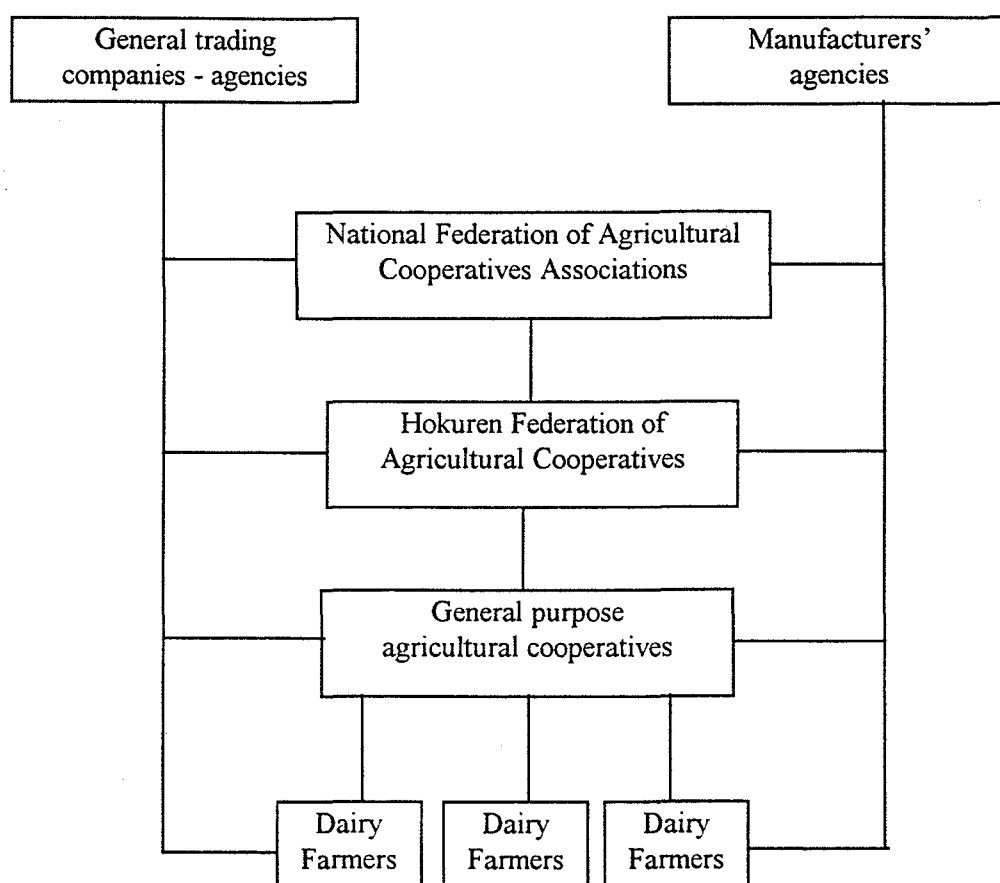 General trading
companies - agencies
Manufacturers'
agencies
National Federation of Agricultural
Cooperatives Associations
Hokuren Federation of
Agricultural Cooperatives
General purpose
agricultural cooperatives
Dairy
Farmers
Dairy
Farmers
Dairy
Farmers